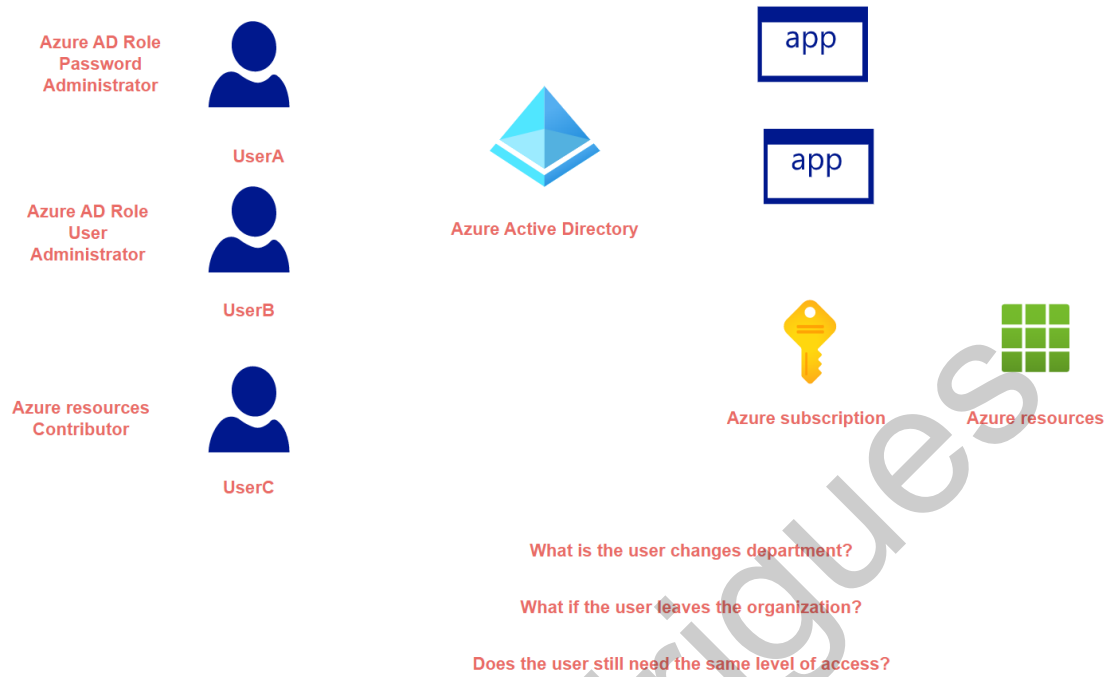 Azure AD Role
Password
Administrator
UserA
app
app
Azure Active Directory
Azure AD Role
User
Administrator
UserB
Azure resources
Contributor
UserC
Azure subscription
Azure resources
What is the user changes department?
What if the user leaves the organization?
Does the user still need the same level of access?